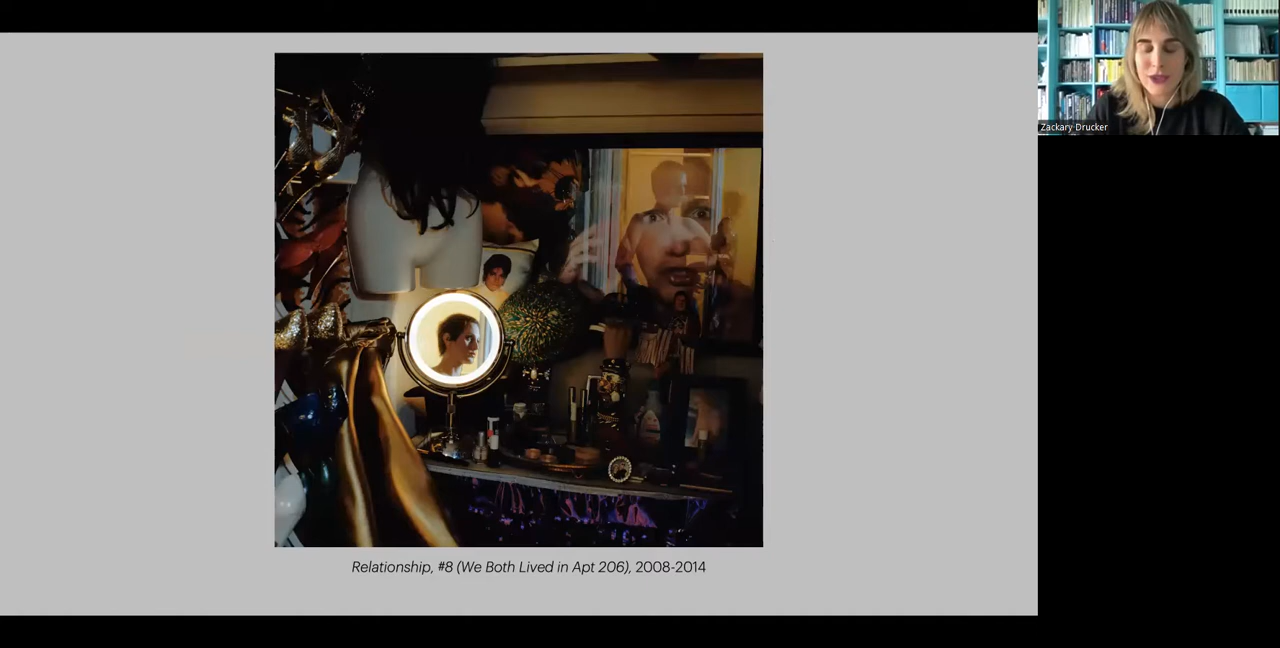 Zackary Drucker
Relationship, #8 (We Both Lived in Apt 206), 2008-2014